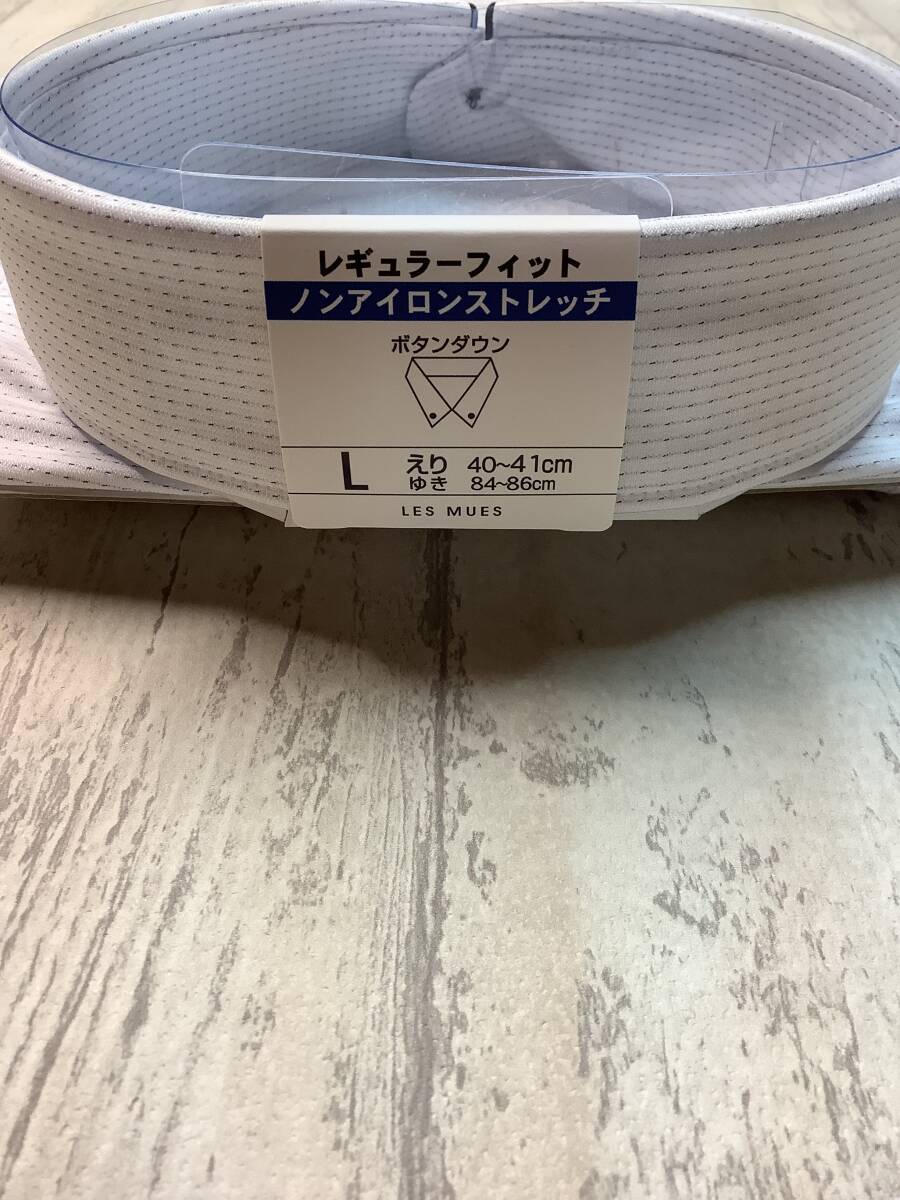 レギュラーフィット
ノンアイロンストレッチ
ボタンダウン
L えり 40~41cm
ゆき 84~86cm
LES MUES